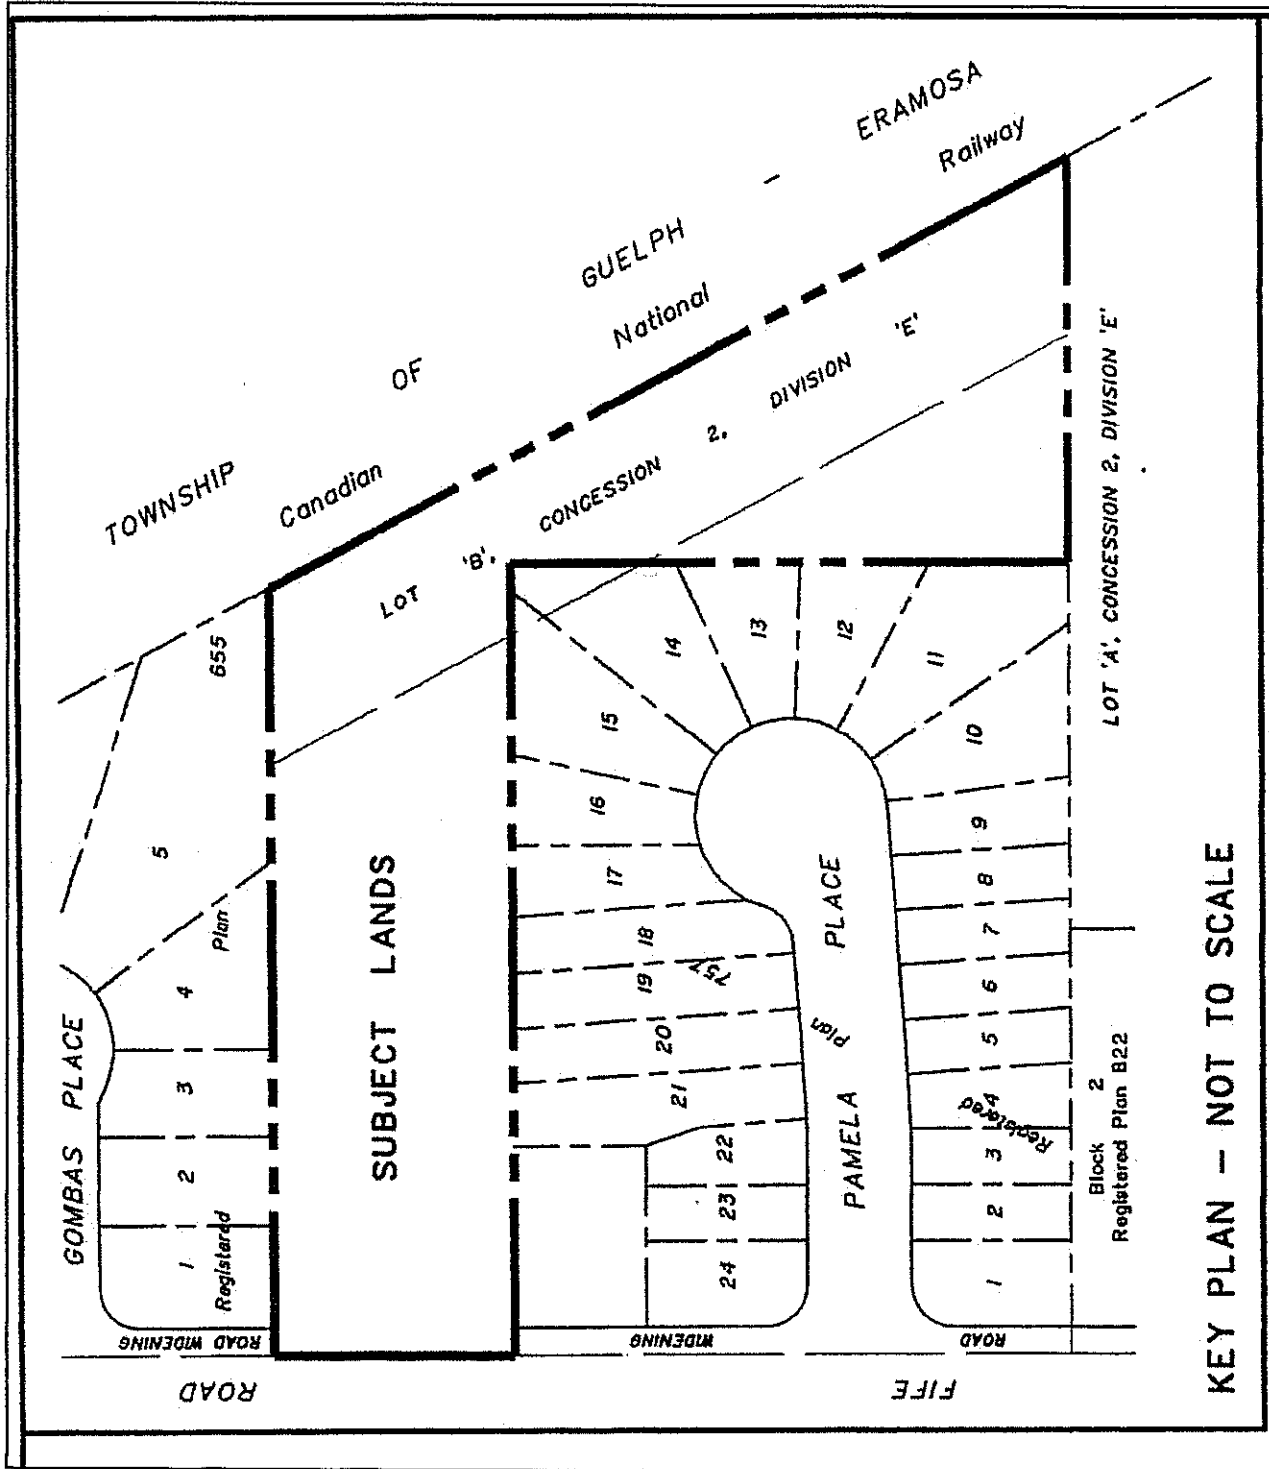 TOWNSHIP OF GUELPH - ERAMOSA
Canadian National Railway
LOT 'B', CONCESSION 2, DIVISION 'E'
GOMBAS PLACE
1
2
3
4
5
Registered Plan 655
SUBJECT LANDS
ROAD WIDENING
FIFE ROAD
ROAD WIDENING
24
23
22
21
20
19
18
17
16
15
14
13
12
11
10
9
8
7
6
5
4
3
2
1
PAMELA PLACE
Registered Plan 757
Block 2
Registered Plan B22
LOT 'A', CONCESSION 2, DIVISION 'E'
KEY PLAN — NOT TO SCALE